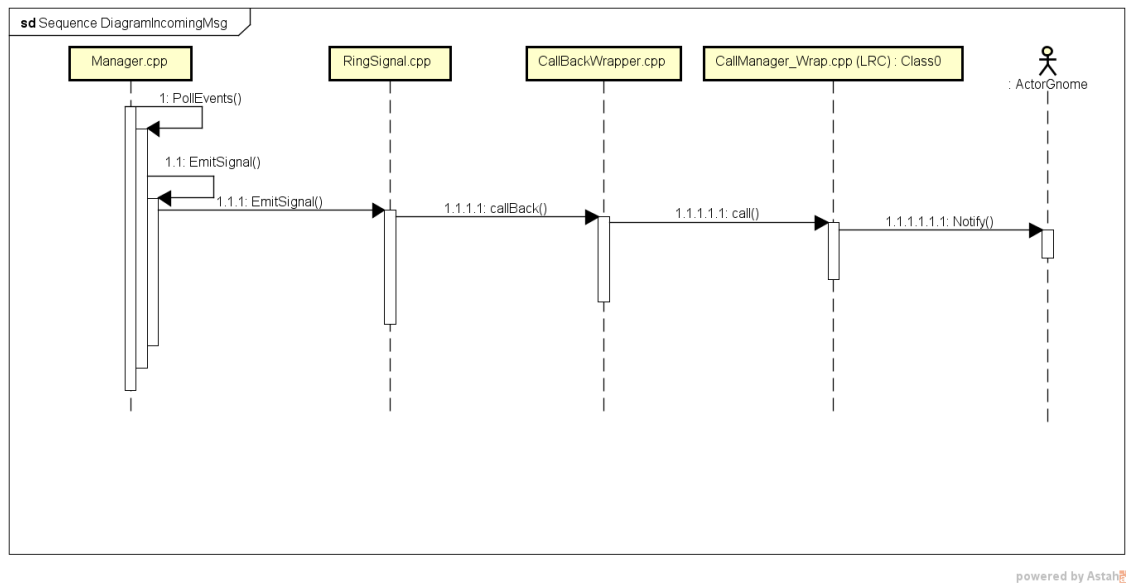 sd Sequence DiagramIncomingMsg
Manager.cpp
RingSignal.cpp
CallBackWrapper.cpp
CallManager_Wrap.cpp (LRC) : Class0
: ActorGnome
1: PollEvents()
1.1: EmitSignal()
1.1.1: EmitSignal()
1.1.1.1: callBack()
1.1.1.1.1: call()
1.1.1.1.1.1: Notify()
powered by Astah